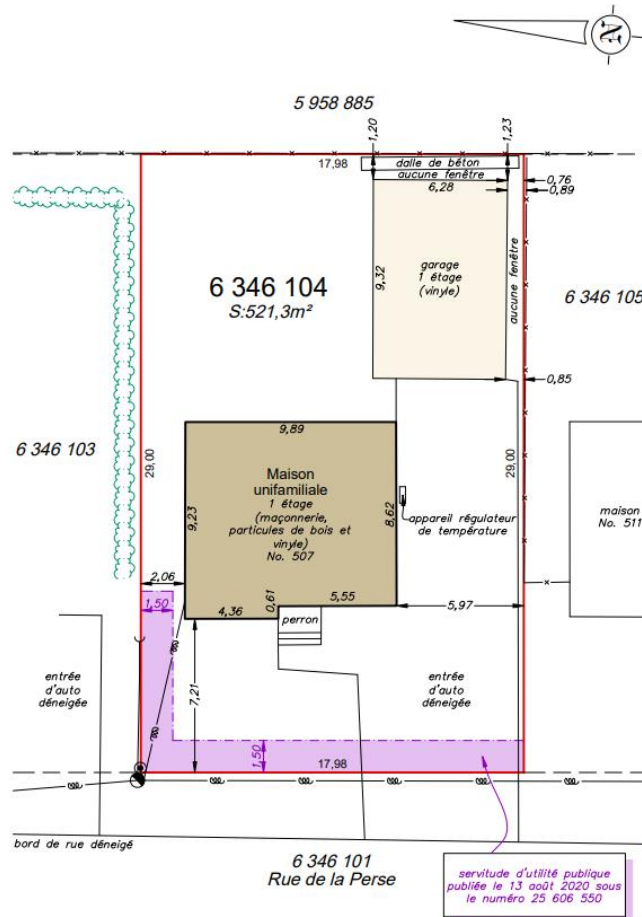 N
5 958 885
1,20
1,23
17,98
dalle de béton
aucune fenêtre
6,28
0,76
0,89
garage
1 étage
(vinyle)
9,32
aucune fenêtre
6 346 104
S:521,3m²
6 346 105
0,85
6 346 103
29,00
29,00
9,89
Maison
unifamiliale
1 étage
(maçonnerie,
particules de bois et
vinyle)
No. 507
9,23
8,62
appareil régulateur
de température
maison
No. 511
2,06
1,50
4,36
0,61
5,55
5,97
perron
7,21
entrée
d'auto
déneigée
entrée
d'auto
déneigée
1,50
17,98
bord de rue déneigé
6 346 101
Rue de la Perse
servitude d'utilité publique
publiée le 13 août 2020 sous
le numéro 25 606 550